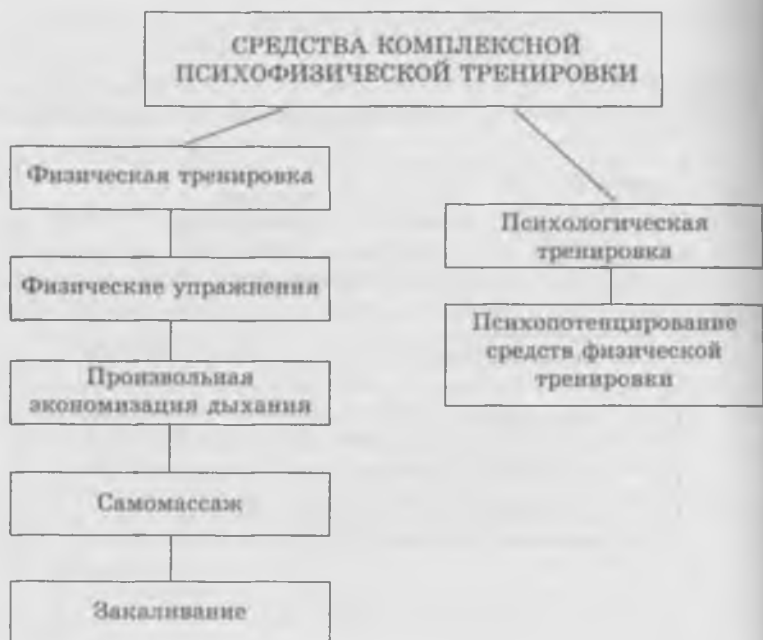 СРЕДСТВА КОМПЛЕКСНОЙ
ПСИХОФИЗИЧЕСКОЙ ТРЕНИРОВКИ
Физическая тренировка
Физические упражнения
Произвольная
экономизация дыхания
Самомассаж
Закаливание
Психологическая
тренировка
Психопотенцирование
средств физической
тренировки